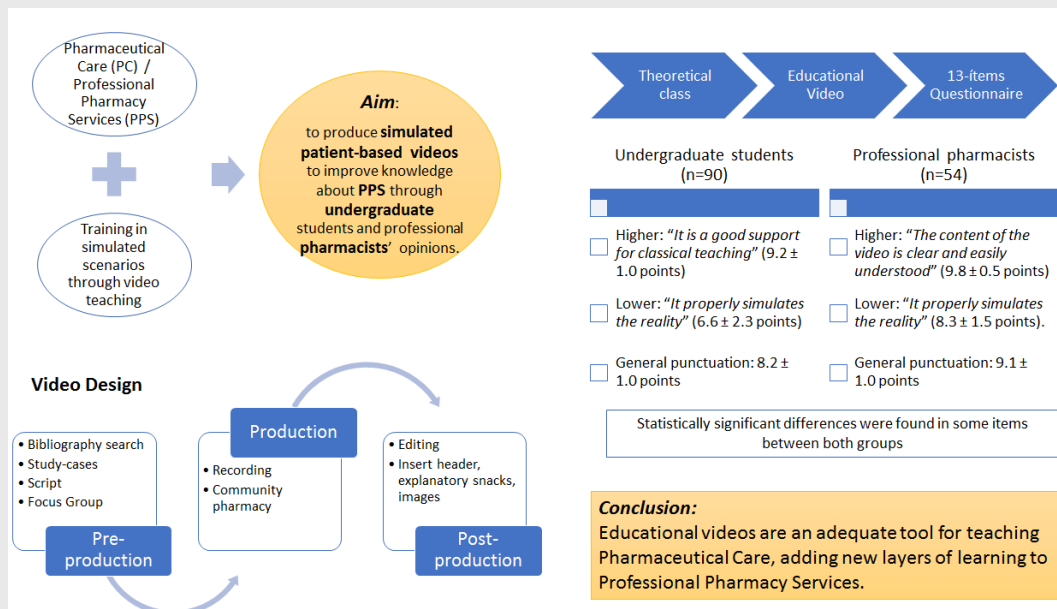 Pharmaceutical
Care (PC) /
Professional
Pharmacy
Services (PPS)
Training in
simulated
scenarios
through video
teaching
Aim:
to produce simulated
patient-based videos
to improve knowledge
about PPS through
undergraduate
students and professional
pharmacists' opinions.
Video Design
• Bibliography search
• Study-cases
• Script
• Focus Group
Pre-
production
Production
• Recording
• Community
pharmacy
• Editing
• Insert header,
explanatory snacks,
images
Post-
production
Theoretical
class
Educational
Video
13-ítems
Questionnaire
Undergraduate students
(n=90)
Higher: "It is a good support
for classical teaching" (9.2 ±
1.0 points)
Lower: "It properly simulates
the reality" (6.6 ± 2.3 points)
General punctuation: 8.2 ±
1.0 points
Professional pharmacists
(n=54)
Higher: "The content of the
video is clear and easily
understood" (9.8 ± 0.5 points)
Lower: "It properly simulates
the reality" (8.3 ± 1.5 points).
General punctuation: 9.1 ±
1.0 points
Statistically significant differences were found in some items
between both groups
Conclusion:
Educational videos are an adequate tool for teaching
Pharmaceutical Care, adding new layers of learning to
Professional Pharmacy Services.